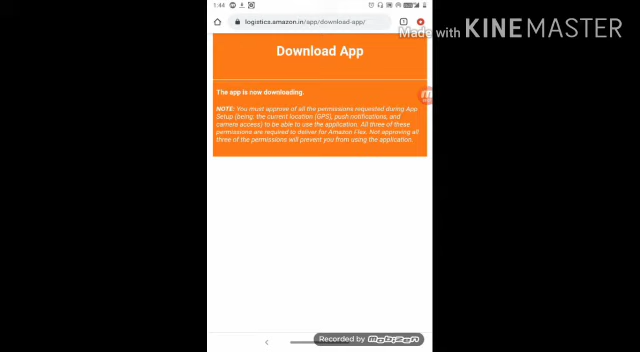 1:44
logistics.amazon.in/app/download-app/
Made with KINEMASTER
Download App
The app is now downloading.
NOTE: You must approve of all the permissions requested during App
Setup (being: the current location (GPS), push notifications, and
camera access) to be able to use the application. All three of these
permissions are required to deliver for Amazon Flex. Not approving all
three of the permissions will prevent you from using the application.
Recorded by mobizen